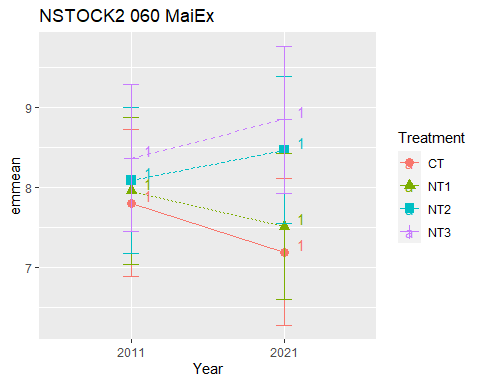 NSTOCK2 060 MaiEx
9
8
7
emmean
1
1
1
1
1
1
1
1
2011
2021
Year
Treatment
a CT
a NT1
a NT2
a NT3